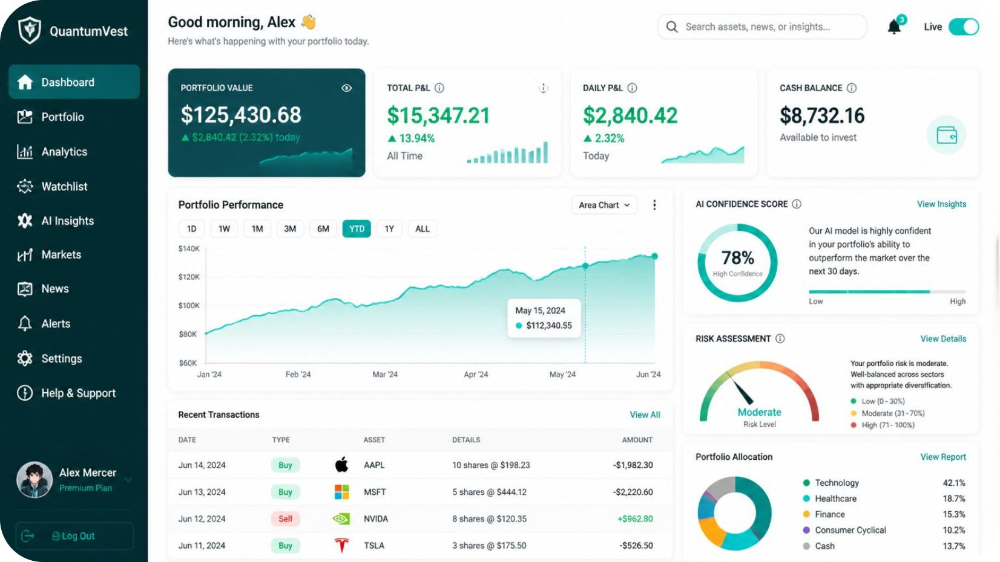 QuantumVest
Dashboard
Portfolio
Analytics
Watchlist
AI Insights
Markets
News
Alerts
Settings
Help & Support
Alex Mercer
Premium Plan
Log Out
Good morning, Alex 👋
Here's what's happening with your portfolio today.
Search assets, news, or insights...
3
Live
PORTFOLIO VALUE
$125,430.68
▲ $2,840.42 (2.32%) today
TOTAL P&L
$15,347.21
▲ 13.94%
All Time
DAILY P&L
$2,840.42
▲ 2.32%
Today
CASH BALANCE
$8,732.16
Available to invest
Portfolio Performance
Area Chart
1D 1W 1M 3M 6M YTD 1Y ALL
$140K
$120K
$100K
$80K
$60K
May 15, 2024
$112,340.55
Jan '24 Feb '24 Mar '24 Apr '24 May '24 Jun '24
Recent Transactions View All
DATE TYPE ASSET DETAILS AMOUNT
Jun 14, 2024 Buy AAPL 10 shares @ $198.23 -$1,982.30
Jun 13, 2024 Buy MSFT 5 shares @ $444.12 -$2,220.60
Jun 12, 2024 Sell NVIDA 8 shares @ $120.35 +$962.80
Jun 11, 2024 Buy TSLA 3 shares @ $175.50 -$526.50
AI CONFIDENCE SCORE View Insights
78%
High Confidence
Our AI model is highly confident
in your portfolio's ability to
outperform the market over the
next 30 days.
Low High
RISK ASSESSMENT View Details
Moderate
Risk Level
Your portfolio risk is moderate.
Well-balanced across sectors
with appropriate diversffication.
Low (0 - 30%)
Moderate (31 - 70%)
High (71 - 100%)
Portfolio Allocation View Report
Technology 42.1%
Healthcare 18.7%
Finance 15.3%
Consumer Cyclical 10.2%
Cash 13.7%